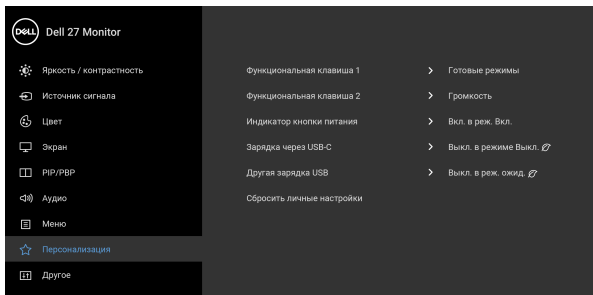 DELL Dell 27 Monitor
Яркость / контрастность
Функциональная клавиша 1 Готовые режимы
Источник сигнала
Функциональная клавиша 2 Громкость
Цвет
Индикатор кнопки питания Вкл. в реж. Вкл.
Экран
Зарядка через USB-C Выкл. в режиме Выкл.
PIP/PBP
Другая зарядка USB Выкл. в реж. ожид.
Аудио
Сбросить личные настройки
Меню
Персонализация
Другое